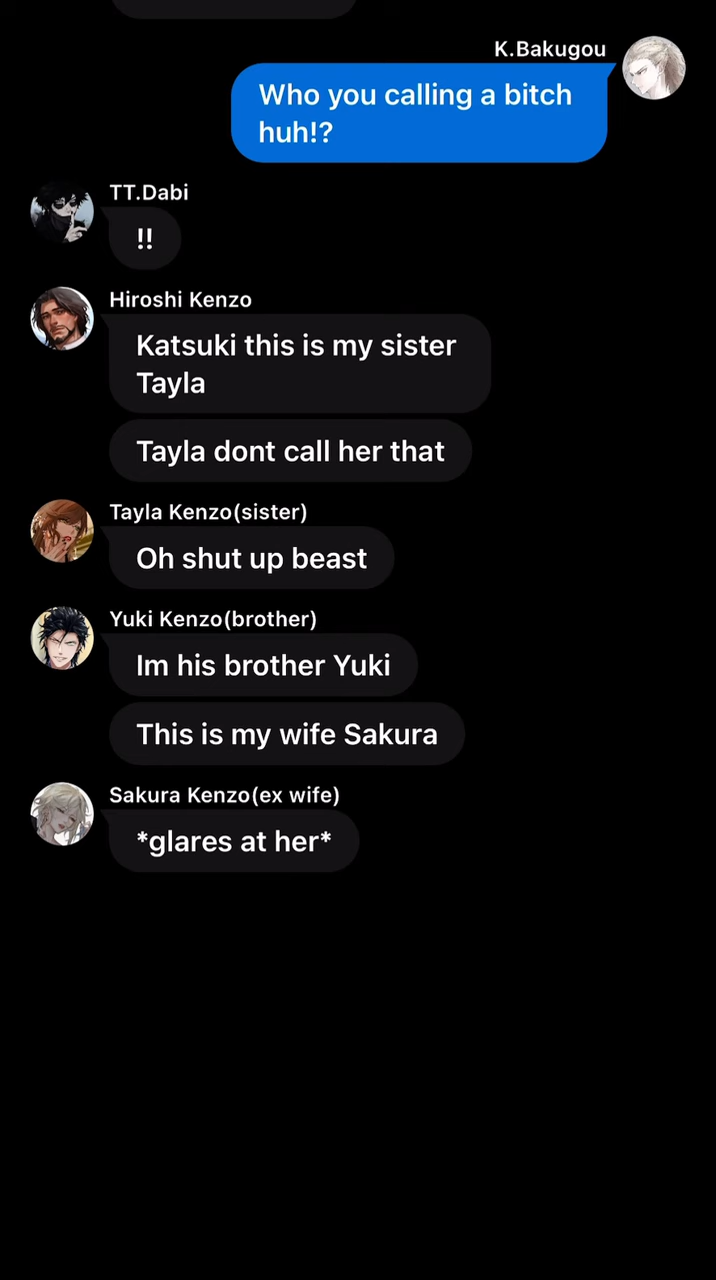 K.Bakugou
Who you calling a bitch
huh!?
TT.Dabi
!!
Hiroshi Kenzo
Katsuki this is my sister
Tayla
Tayla dont call her that
Tayla Kenzo(sister)
Oh shut up beast
Yuki Kenzo(brother)
Im his brother Yuki
This is my wife Sakura
Sakura Kenzo(ex wife)
*glares at her*